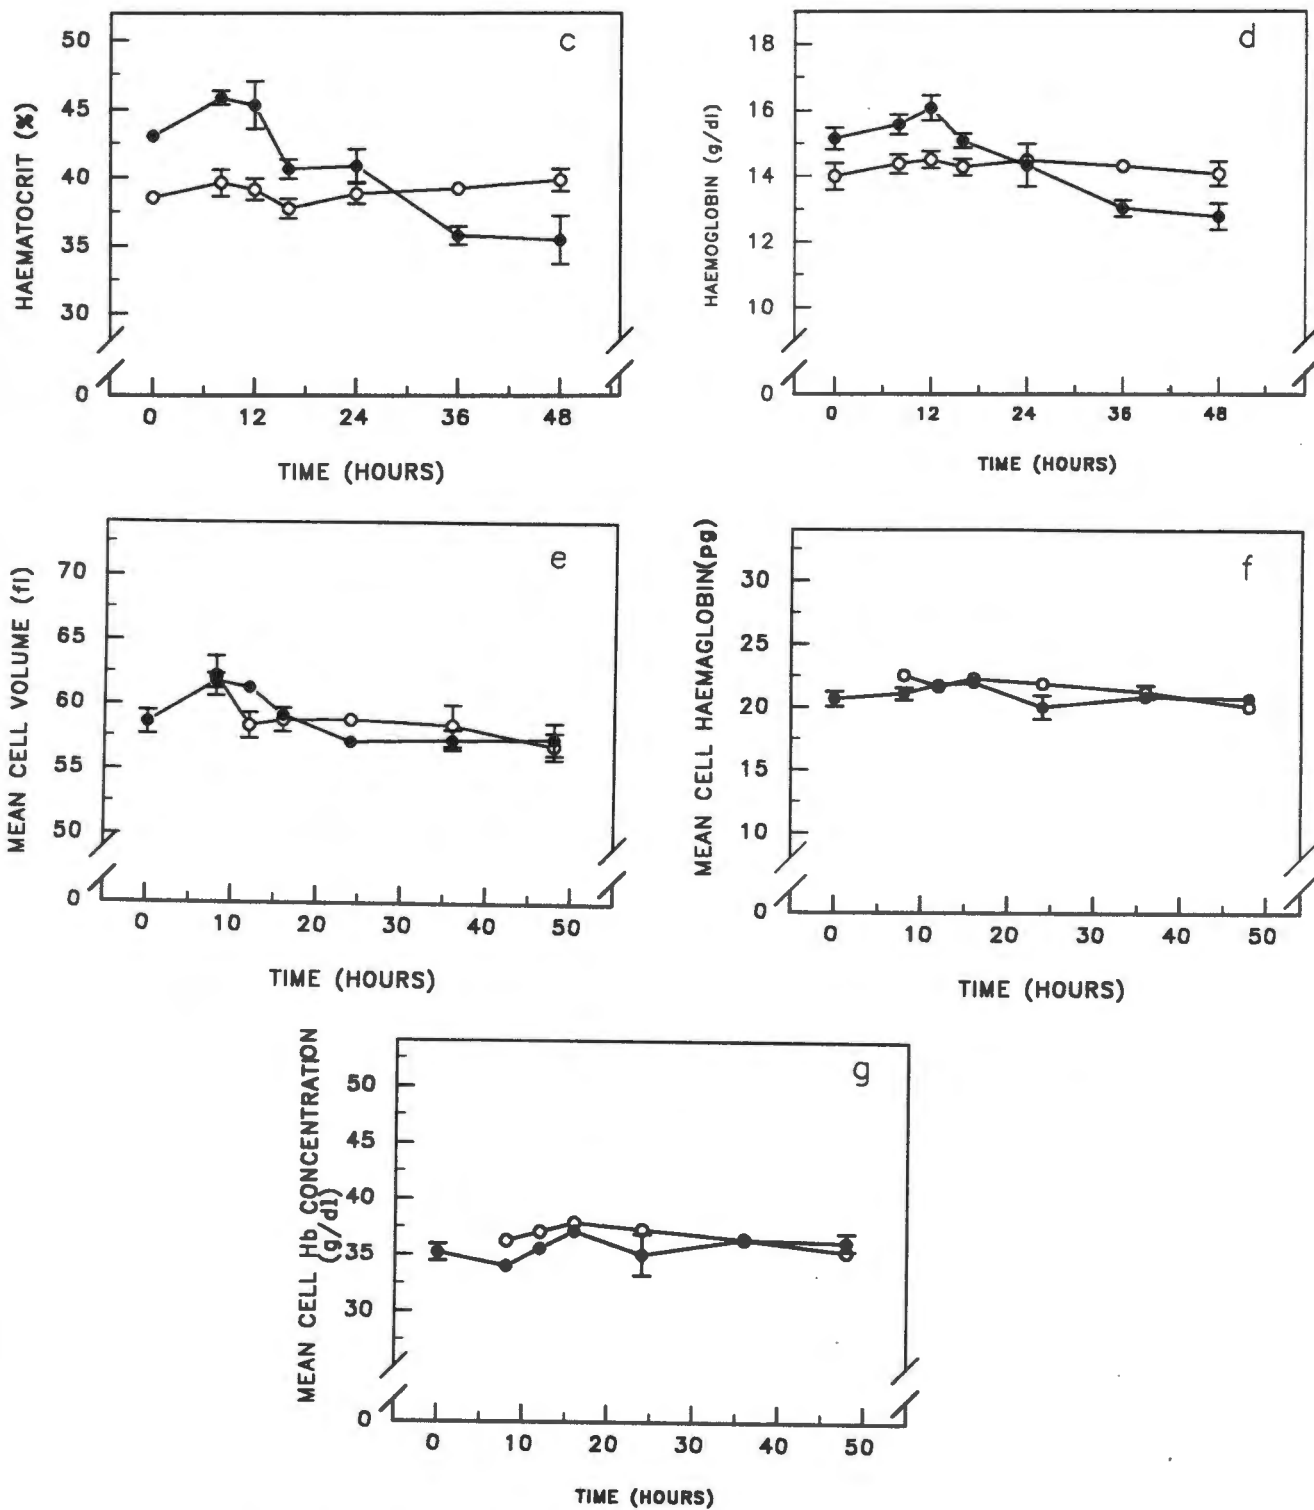 c
HAEMATOCRIT (%)
50
45
40
35
30
0
0 12 24 36 48
TIME (HOURS)
d
HAEMOGLOBIN (g/dl)
18
16
14
12
10
0
0 12 24 36 48
TIME (HOURS)
e
MEAN CELL VOLUME (fl)
70
65
60
55
50
0
0 10 20 30 40 50
TIME (HOURS)
f
MEAN CELL HAEMAGLOBIN(pg)
30
25
20
15
10
0
0 10 20 30 40 50
TIME (HOURS)
g
MEAN CELL Hb CONCENTRATION
(g/dl)
50
45
40
35
30
0
0 10 20 30 40 50
TIME (HOURS)